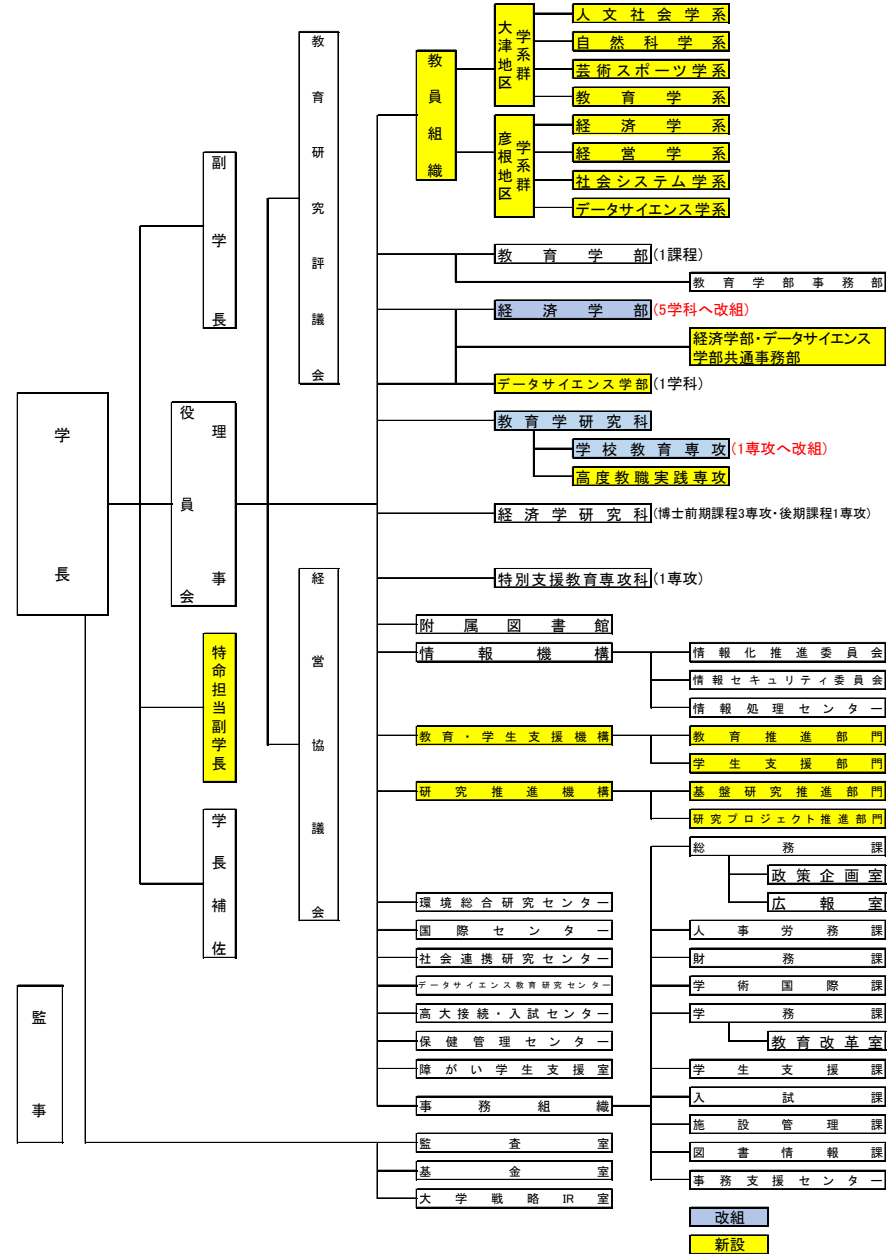 学長
監事
副学長
役員会
理事
特命担当副学長
学長補佐
教育研究評議会
経営協議会
教員組織
大津地区
学系群
人文社会学系
自然科学系
芸術スポーツ学系
教育学系
彦根地区
学系群
経済学系
経営学系
社会システム学系
データサイエンス学系
教育学部(1課程)
教育学部事務部
経済学部(5学科へ改組)
経済学部・データサイエンス
学部共通事務部
データサイエンス学部(1学科)
教育学研究科
学校教育専攻(1専攻へ改組)
高度教職実践専攻
経済学研究科(博士前期課程3専攻・後期課程1専攻)
特別支援教育専攻科(1専攻)
附属図書館
情報機構
情報化推進委員会
情報セキュリティ委員会
情報処理センター
教育・学生支援機構
教育推進部門
学生支援部門
研究推進機構
基盤研究推進部門
研究プロジェクト推進部門
環境総合研究センター
国際センター
社会連携研究センター
データサイエンス教育研究センター
高大接続・入試センター
保健管理センター
障がい学生支援室
事務組織
総務課
政策企画室
広報室
人事労務課
財務課
学術国際課
学務課
教育改革室
学生支援課
入試課
施設管理課
図書情報課
事務支援センター
監査室
基金室
大学戦略IR室
改組
新設